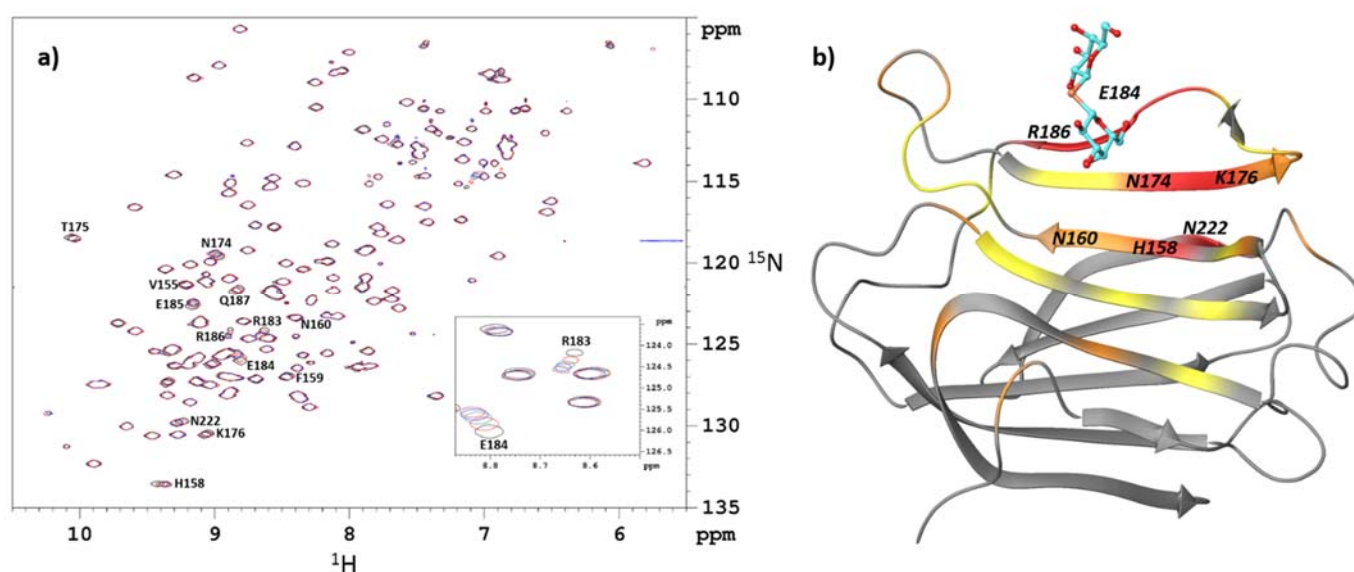 a)
ppm
110
115
120
125
130
135
ppm
15N
10
9
8
7
6
1H
T175
N174
V155
E185
Q187
R183
N160
R186
E184
F159
N222
K176
H158
R183
E184
ppm
124.0
124.5
125.0
125.5
126.0
126.5
8.8
8.7
8.6
ppm
b)
E184
R186
N174
K176
N222
N160
H158